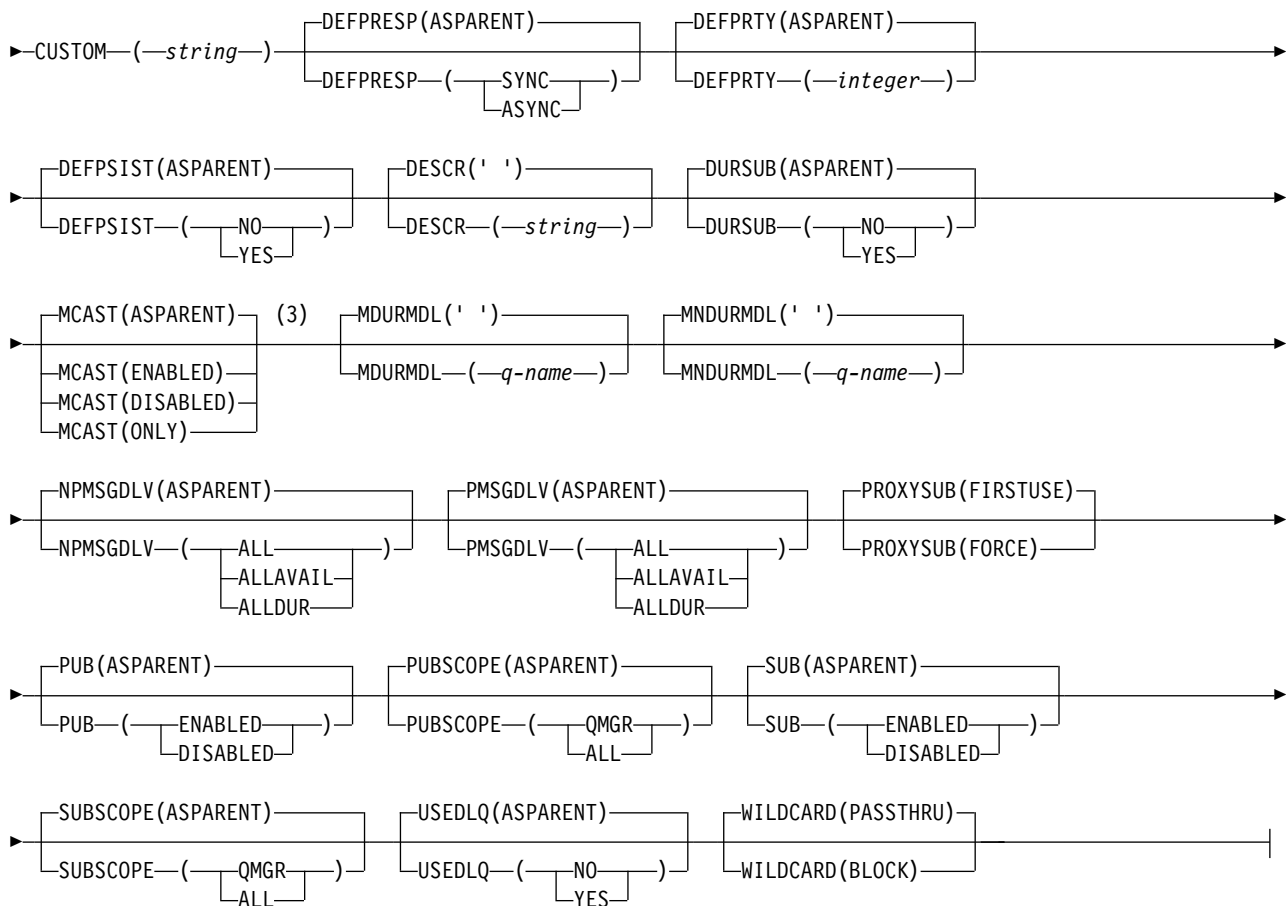 DEFPRESP(ASPARENT) DEFPRTY(ASPARENT)
CUSTOM ( string )
DEFPRESP ( SYNC ) DEFPRTY ( integer )
ASYNC
DEFPSIST(ASPARENT) DESCR(' ') DURSUB(ASPARENT)
DEFPSIST ( NO ) DESCR ( string ) DURSUB ( NO )
YES YES
MCAST(ASPARENT) (3) MDURMDL(' ') MNDURMDL(' ')
MCAST(ENABLED) MDURMDL ( q-name ) MNDURMDL ( q-name )
MCAST(DISABLED)
MCAST(ONLY)
NPMSGDLV(ASPARENT) PMSGDLV(ASPARENT) PROXYSUB(FIRSTUSE)
NPMSGDLV ( ALL ) PMSGDLV ( ALL ) PROXYSUB(FORCE)
ALLAVAIL ALLAVAIL
ALLDUR ALLDUR
PUB(ASPARENT) PUBSCOPE(ASPARENT) SUB(ASPARENT)
PUB ( ENABLED ) PUBSCOPE ( QMGR ) SUB ( ENABLED )
DISABLED ALL DISABLED
SUBSCOPE(ASPARENT) USEDLQ(ASPARENT) WILDCARD(PASSTHRU)
SUBSCOPE ( QMGR ) USEDLQ ( NO ) WILDCARD(BLOCK)
ALL YES